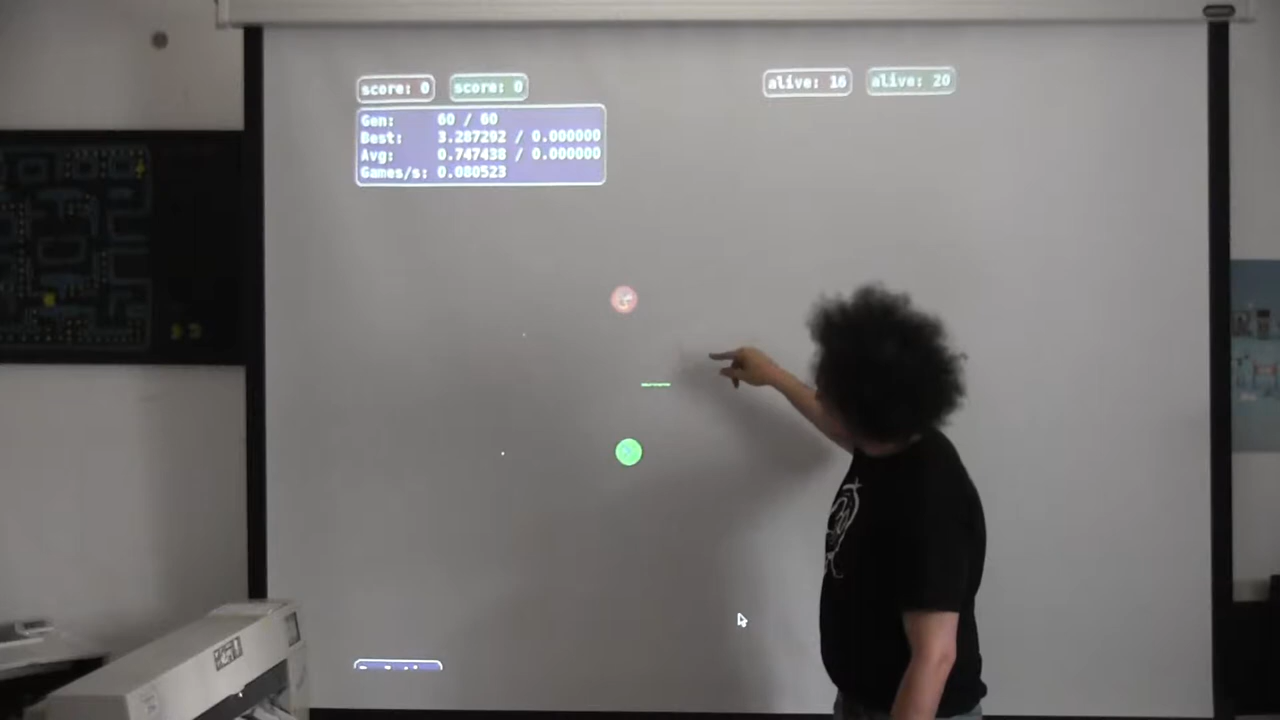 score: 0
score: 0
alive: 16
alive: 20
Gen: 60 / 60
Best: 3.287292 / 0.000000
Avg: 0.747438 / 0.000000
Games/s: 0.080523